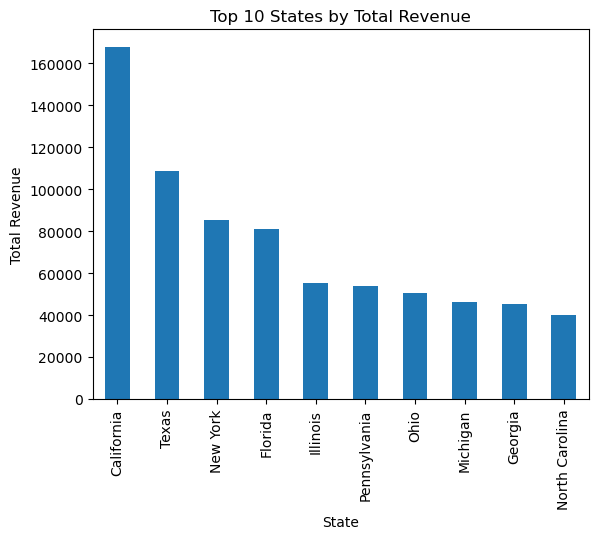 Top 10 States by Total Revenue
Total Revenue
160000
140000
120000
100000
80000
60000
40000
20000
0
California
Texas
New York
Florida
Illinois
Pennsylvania
Ohio
Michigan
Georgia
North Carolina
State